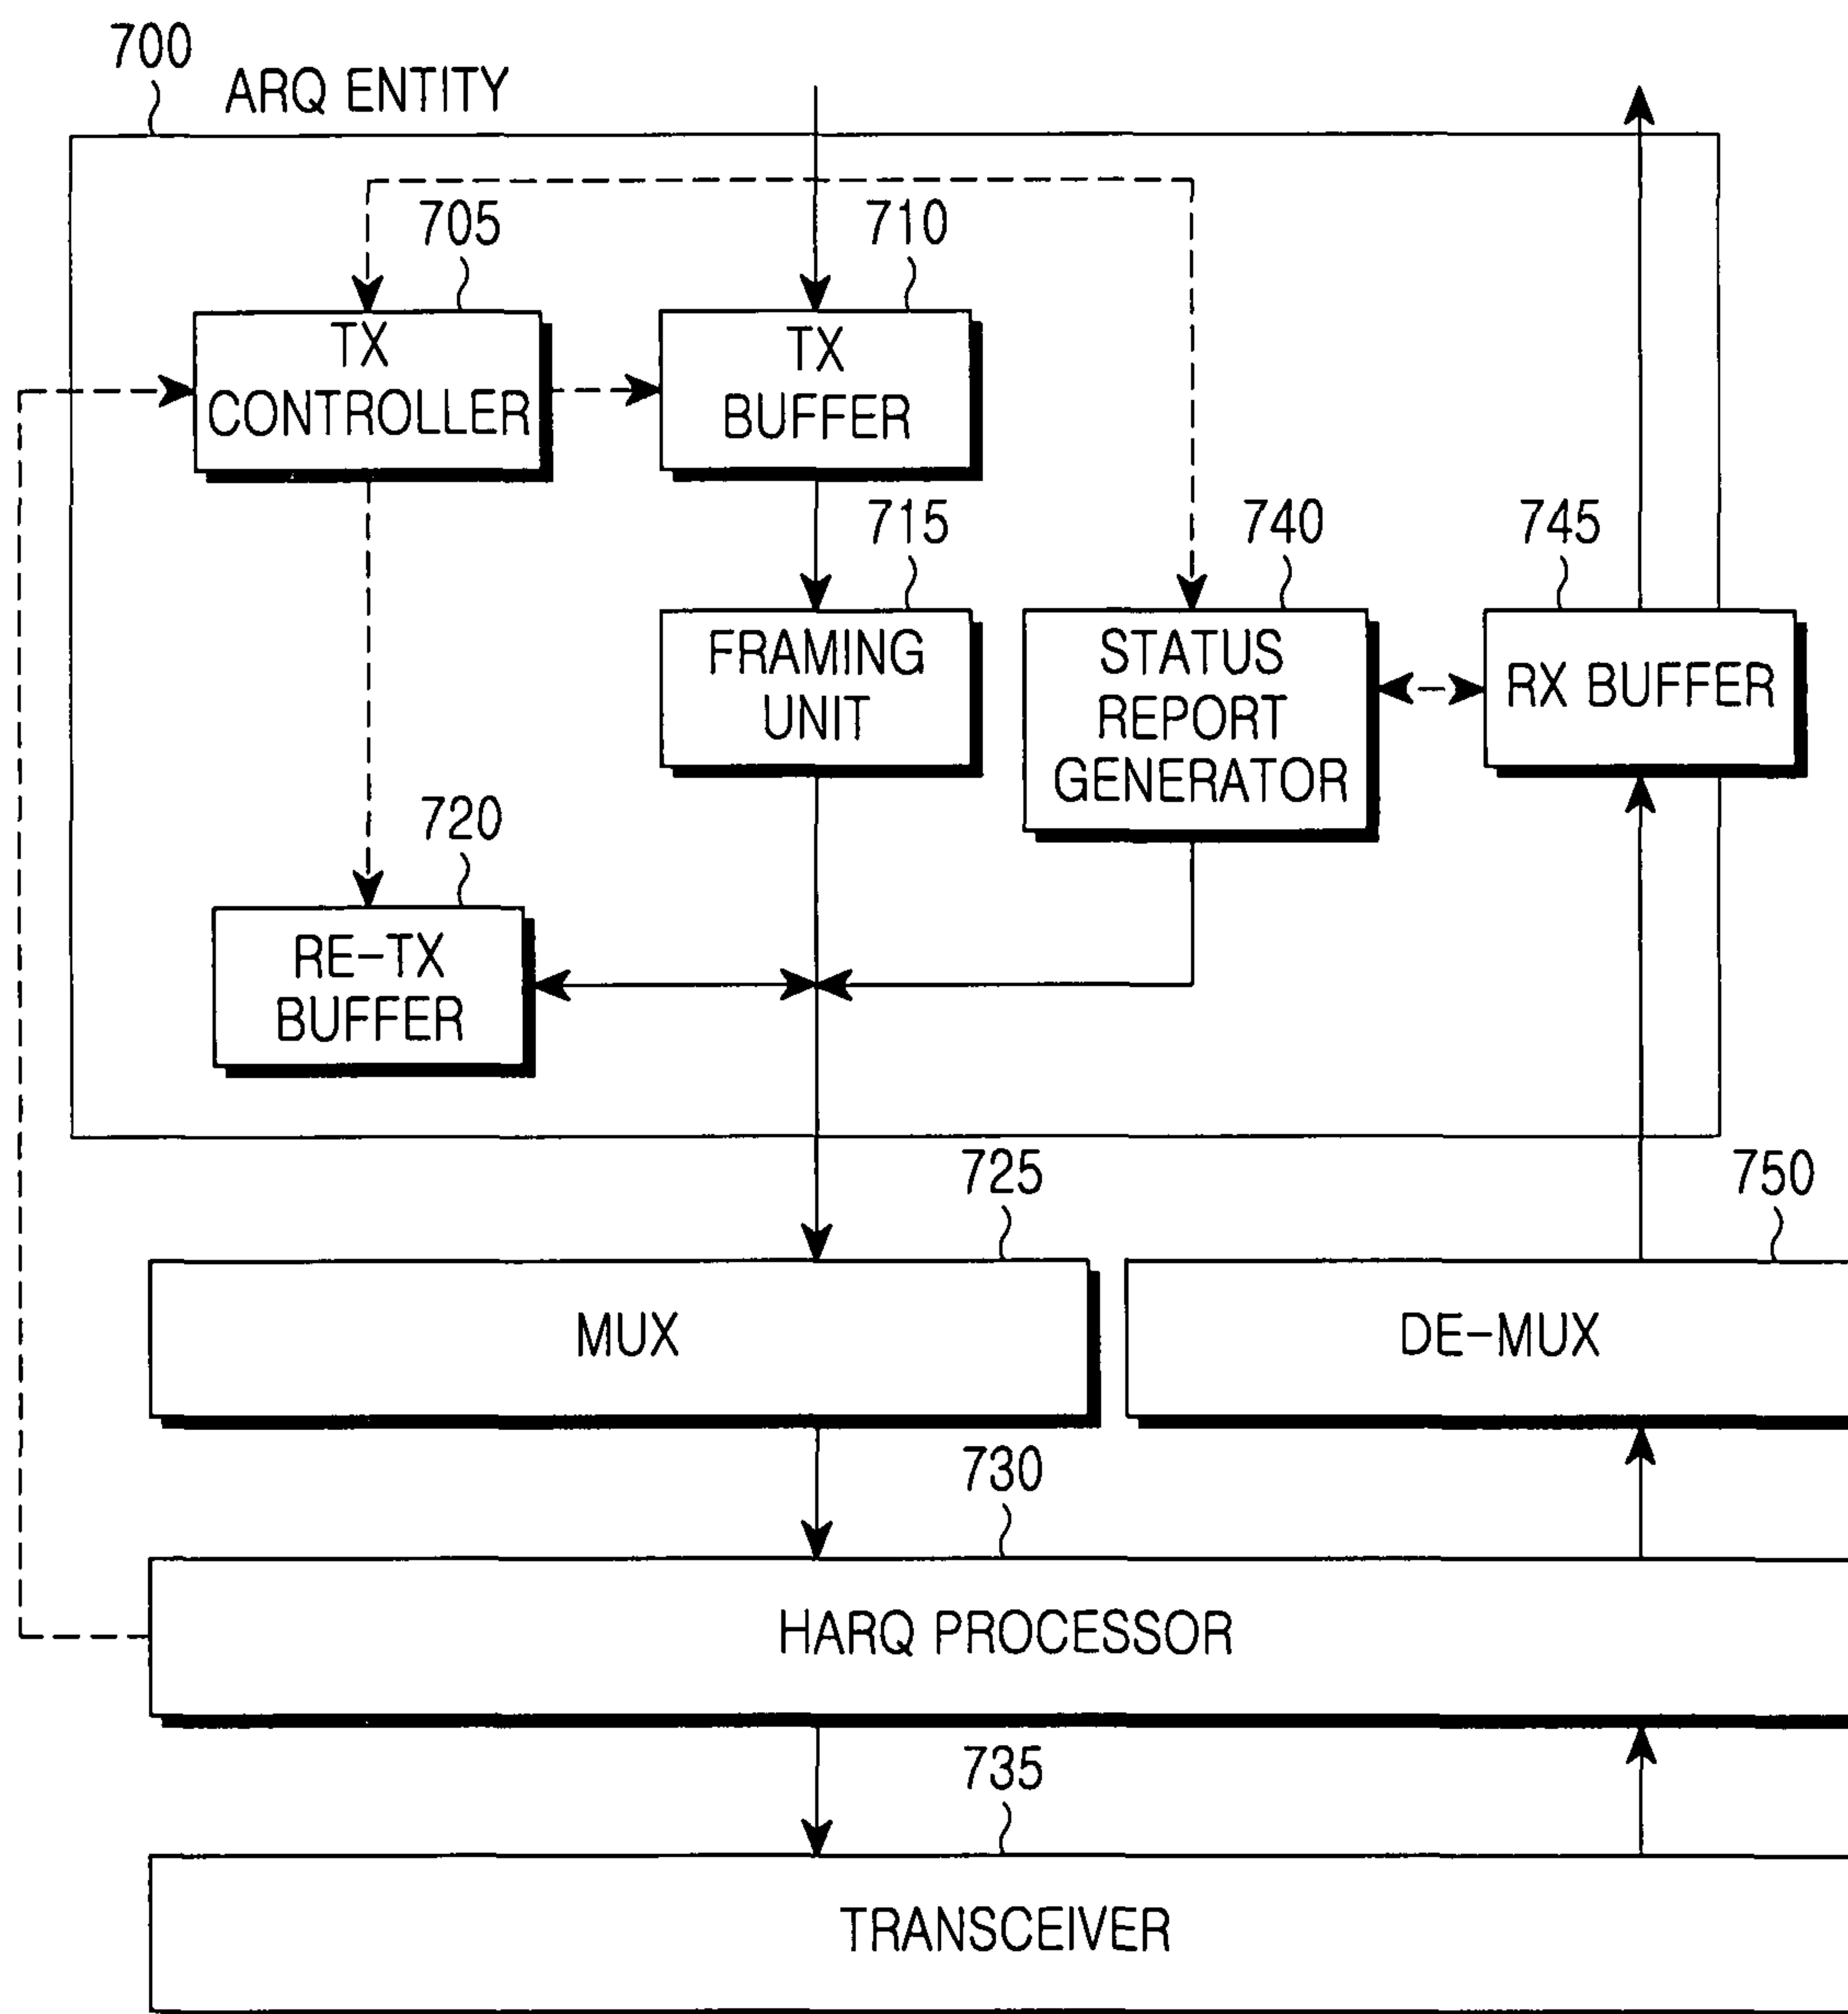 700
ARQ ENTITY
705
710
TX
CONTROLLER
TX
BUFFER
715
740
745
FRAMING
UNIT
STATUS
REPORT
GENERATOR
RX BUFFER
720
RE-TX
BUFFER
725
750
MUX
DE-MUX
730
HARQ PROCESSOR
735
TRANSCEIVER